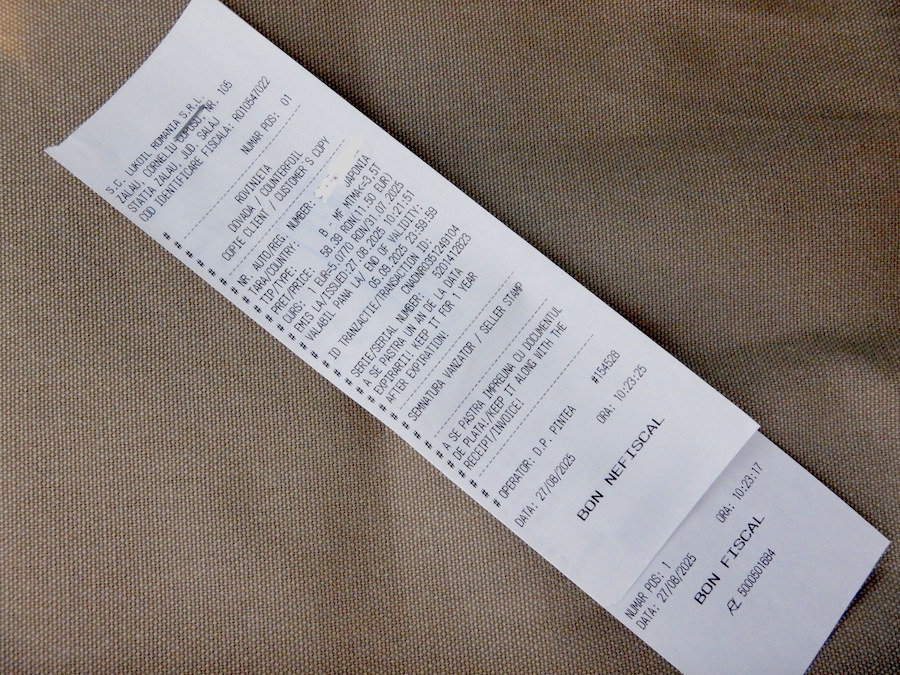 S.C. LUKOIL ROMANIA S.R.L.
ZALAU, CORNELIU COPOSU, NR. 105
STATIA ZALAU, JUD. SALAJ
COD IDENTIFICARE FISCALA: RO10547022
NUMAR POS: 01
# ROVINIETA
# DOVADA / COUNTERFOIL
# COPIE CLIENT / CUSTOMER'S COPY
# NR. AUTO/REG. NUMBER:
# TARA/COUNTRY: JAPONIA
# TIP/TYPE: B MF MTMA<=3,5T
# PRET/PRICE: 58.39 RON(11,50 EUR)
# CURS: 1 EUR=5,0770 RON/31.07.2025
# EMIS LA/ISSUED:27.08.2025 10:21:51
# VALABIL PANA LA/ END OF VALIDITY:
# 05.09.2025 23:59:59
# ID TRANZACTIE/TRANSACTION ID:
# CNADNRO351249104
# SERIE/SERIAL NUMBER: 5201412823
# A SE PASTRA UN AN DE LA DATA
# EXPIRARII! KEEP IT FOR 1 YEAR
# AFTER EXPIRATION!
# SEMNATURA VANZATOR / SELLER STAMP
# A SE PASTRA IMPREUNA CU DOCUMENTUL
# DE PLATA!/KEEP IT ALONG WITH THE
# RECEIPT/INVOICE!
# OPERATOR: D.P. PINTEA #154528
DATA: 27/08/2025 ORA: 10:23:25
BON NEFISCAL
NUMAR POS: 1
DATA: 27/08/2025 ORA: 10:23:17
BON FISCAL
5000501684